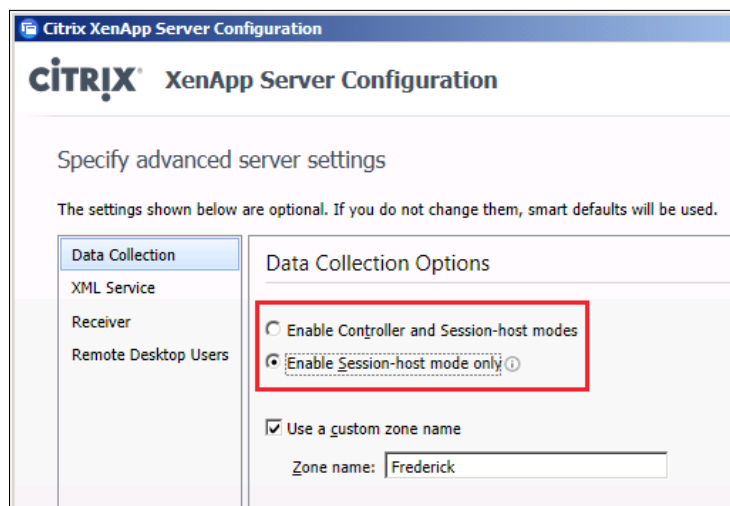 Citrix XenApp Server Configuration
CİTRIX XenApp Server Configuration
Specify advanced server settings
The settings shown below are optional. If you do not change them, smart defaults will be used.
Data Collection
XML Service
Receiver
Remote Desktop Users
Data Collection Options
Enable Controller and Session-host modes
Enable Session-host mode only
Use a custom zone name
Zone name: Frederick